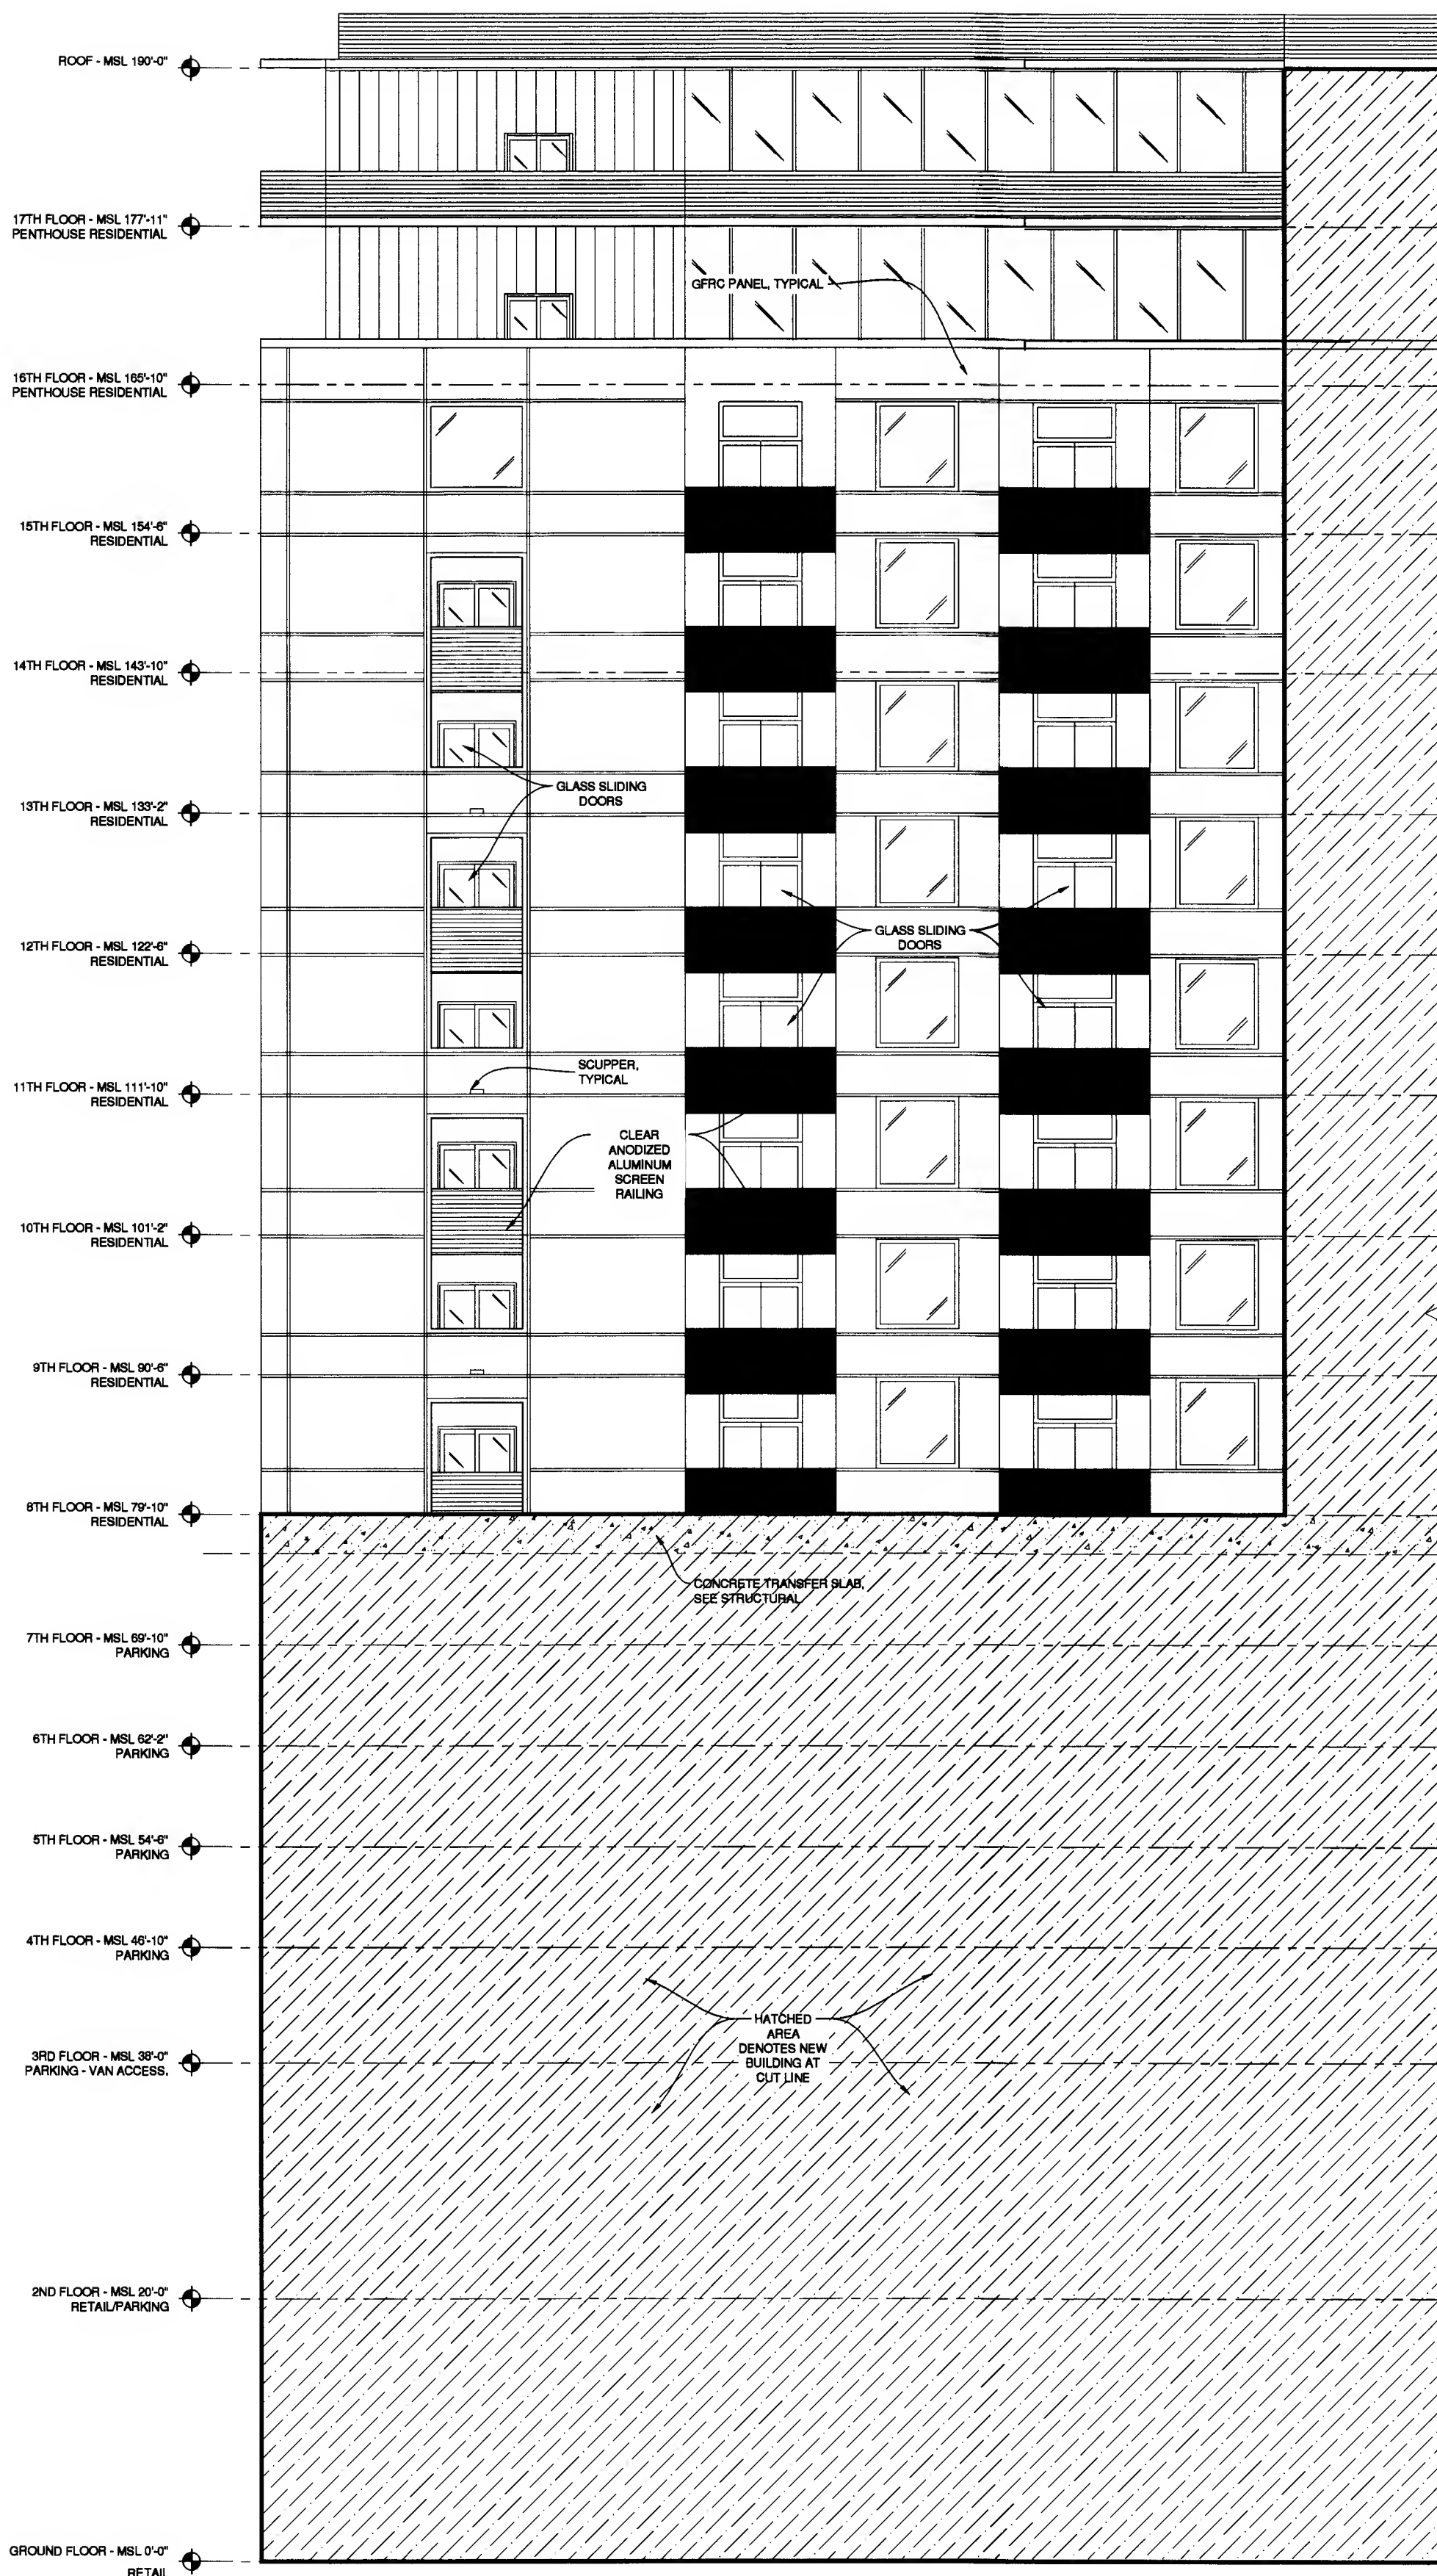 ROOF - MSL 190'-0"
17TH FLOOR - MSL 177'-11"
PENTHOUSE RESIDENTIAL
GFRC PANEL, TYPICAL
16TH FLOOR - MSL 165'-10"
PENTHOUSE RESIDENTIAL
15TH FLOOR - MSL 154'-6"
RESIDENTIAL
14TH FLOOR - MSL 143'-10"
RESIDENTIAL
GLASS SLIDING
DOORS
13TH FLOOR - MSL 133'-2"
RESIDENTIAL
GLASS SLIDING
DOORS
12TH FLOOR - MSL 122'-6"
RESIDENTIAL
SCUPPER,
TYPICAL
11TH FLOOR - MSL 111'-10"
RESIDENTIAL
CLEAR
ANODIZED
ALUMINUM
SCREEN
RAILING
10TH FLOOR - MSL 101'-2"
RESIDENTIAL
9TH FLOOR - MSL 90'-6"
RESIDENTIAL
8TH FLOOR - MSL 79'-10"
RESIDENTIAL
CONCRETE TRANSFER SLAB,
SEE STRUCTURAL
7TH FLOOR - MSL 69'-10"
PARKING
6TH FLOOR - MSL 62'-2"
PARKING
5TH FLOOR - MSL 54'-6"
PARKING
4TH FLOOR - MSL 46'-10"
PARKING
HATCHED
AREA
DENOTES NEW
BUILDING AT
CUT LINE
3RD FLOOR - MSL 38'-0"
PARKING - VAN ACCESS.
2ND FLOOR - MSL 20'-0"
RETAIL/PARKING
GROUND FLOOR - MSL 0'-0"
RETAIL